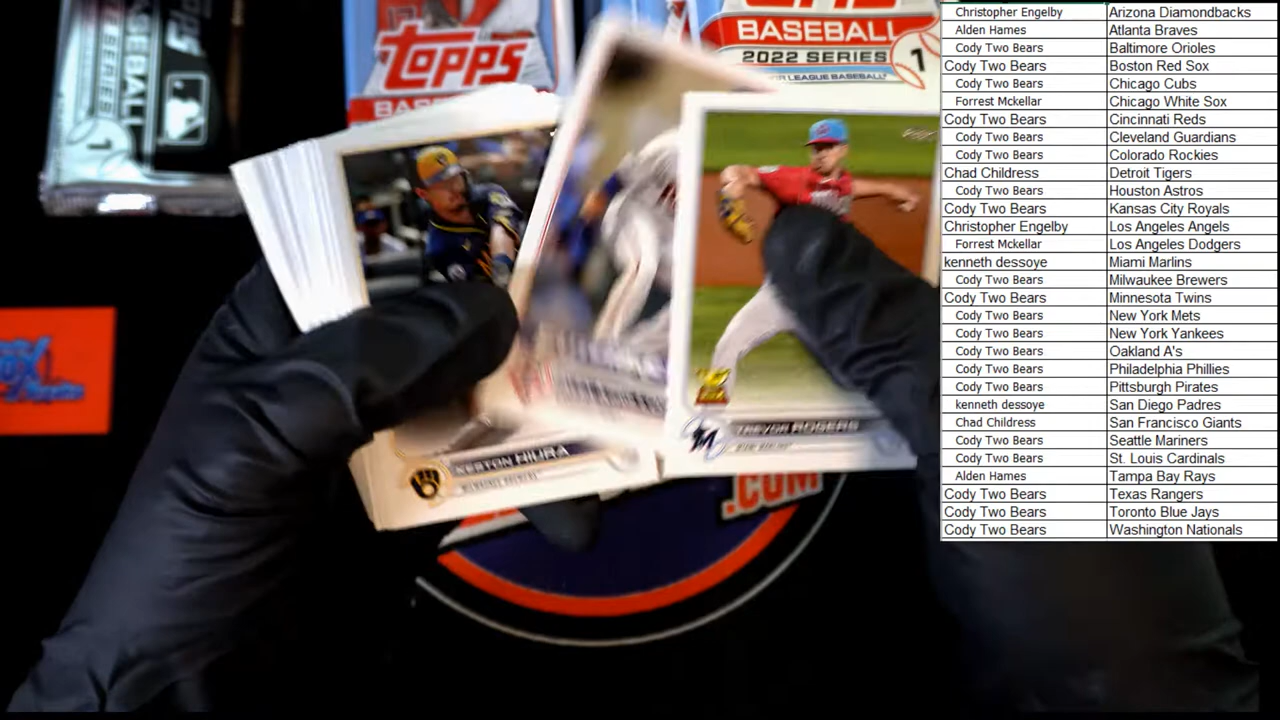 BASEBALL
1
Topps
BASEBALL
2022 SERIES
1
MAJOR LEAGUE BASEBALL
KESTON HIURA
TREVOR ROGERS
.COM
Christopher Engelby Arizona Diamondbacks
Alden Hames Atlanta Braves
Cody Two Bears Baltimore Orioles
Cody Two Bears Boston Red Sox
Cody Two Bears Chicago Cubs
Forrest Mckellar Chicago White Sox
Cody Two Bears Cincinnati Reds
Cody Two Bears Cleveland Guardians
Cody Two Bears Colorado Rockies
Chad Childress Detroit Tigers
Cody Two Bears Houston Astros
Cody Two Bears Kansas City Royals
Christopher Engelby Los Angeles Angels
Forrest Mckellar Los Angeles Dodgers
kenneth dessoye Miami Marlins
Cody Two Bears Milwaukee Brewers
Cody Two Bears Minnesota Twins
Cody Two Bears New York Mets
Cody Two Bears New York Yankees
Cody Two Bears Oakland A's
Cody Two Bears Philadelphia Phillies
Cody Two Bears Pittsburgh Pirates
kenneth dessoye San Diego Padres
Chad Childress San Francisco Giants
Cody Two Bears Seattle Mariners
Cody Two Bears St. Louis Cardinals
Alden Hames Tampa Bay Rays
Cody Two Bears Texas Rangers
Cody Two Bears Toronto Blue Jays
Cody Two Bears Washington Nationals